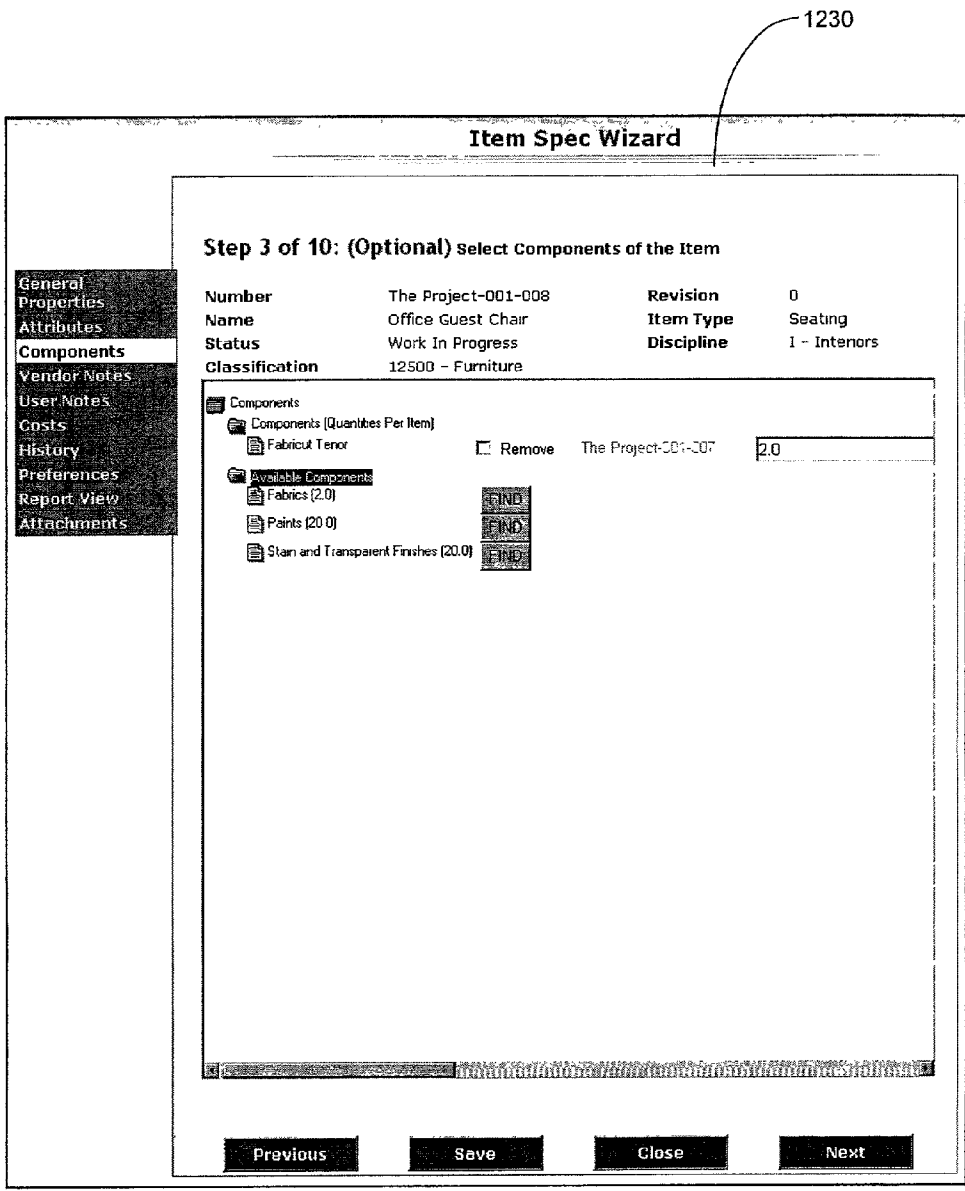 1230
Item Spec Wizard
Step 3 of 10: (Optional) Select Components of the Item
General
Properties
Attributes
Components
Vendor Notes
User Notes
Costs
History
Preferences
Report View
Attachments
Number The Project-001-008 Revision 0
Name Office Guest Chair Item Type Seating
Status Work In Progress Discipline I - Interiors
Classification 12500 - Furniture
Components
Components (Quantities Per Item)
Fabricut Tenor Remove The Project-001-007 2.0
Available Components
Fabrics (2.0) FIND
Paints (20.0) FIND
Stain and Transparent Finishes (20.0) FIND
Previous Save Close Next